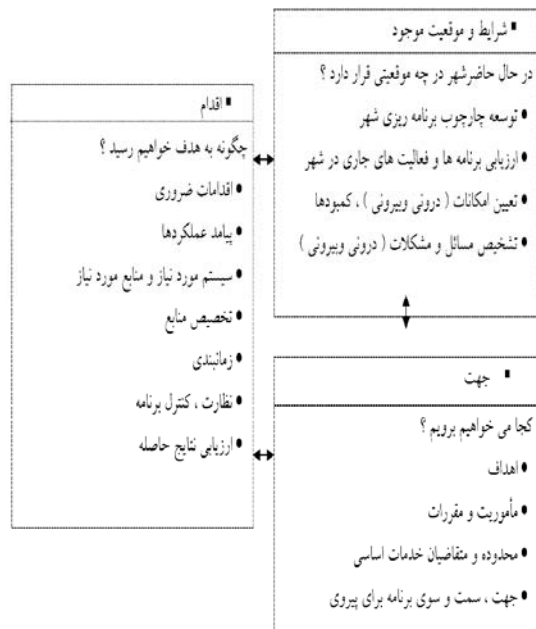 ▪ شرایط و موقعیت موجود
در حال حاضرشهر در چه موقعیتی قرار دارد ؟
• توسعه چارچوب برنامه ریزی شهر
• ارزیابی برنامه ها و فعالیت های جاری در شهر
• تعیین امکانات ( درونی وبیرونی ) ، کمبودها
• تشخیص مسائل و مشکلات ( درونی وبیرونی )
▪ جهت
کجا می خواهیم برویم ؟
• اهداف
• مأموریت و مقررات
• محدوده و متقاضیان خدمات اساسی
• جهت ، سمت و سوی برنامه برای پیروی
▪ اقدام
چگونه به هدف خواهیم رسید ؟
• اقدامات ضروری
• پیامد عملکردها
• سیستم مورد نیاز و منابع مورد نیاز
• تخصیص منابع
• زمانبندی
• نظارت ، کنترل برنامه
• ارزیابی نتایج حاصله